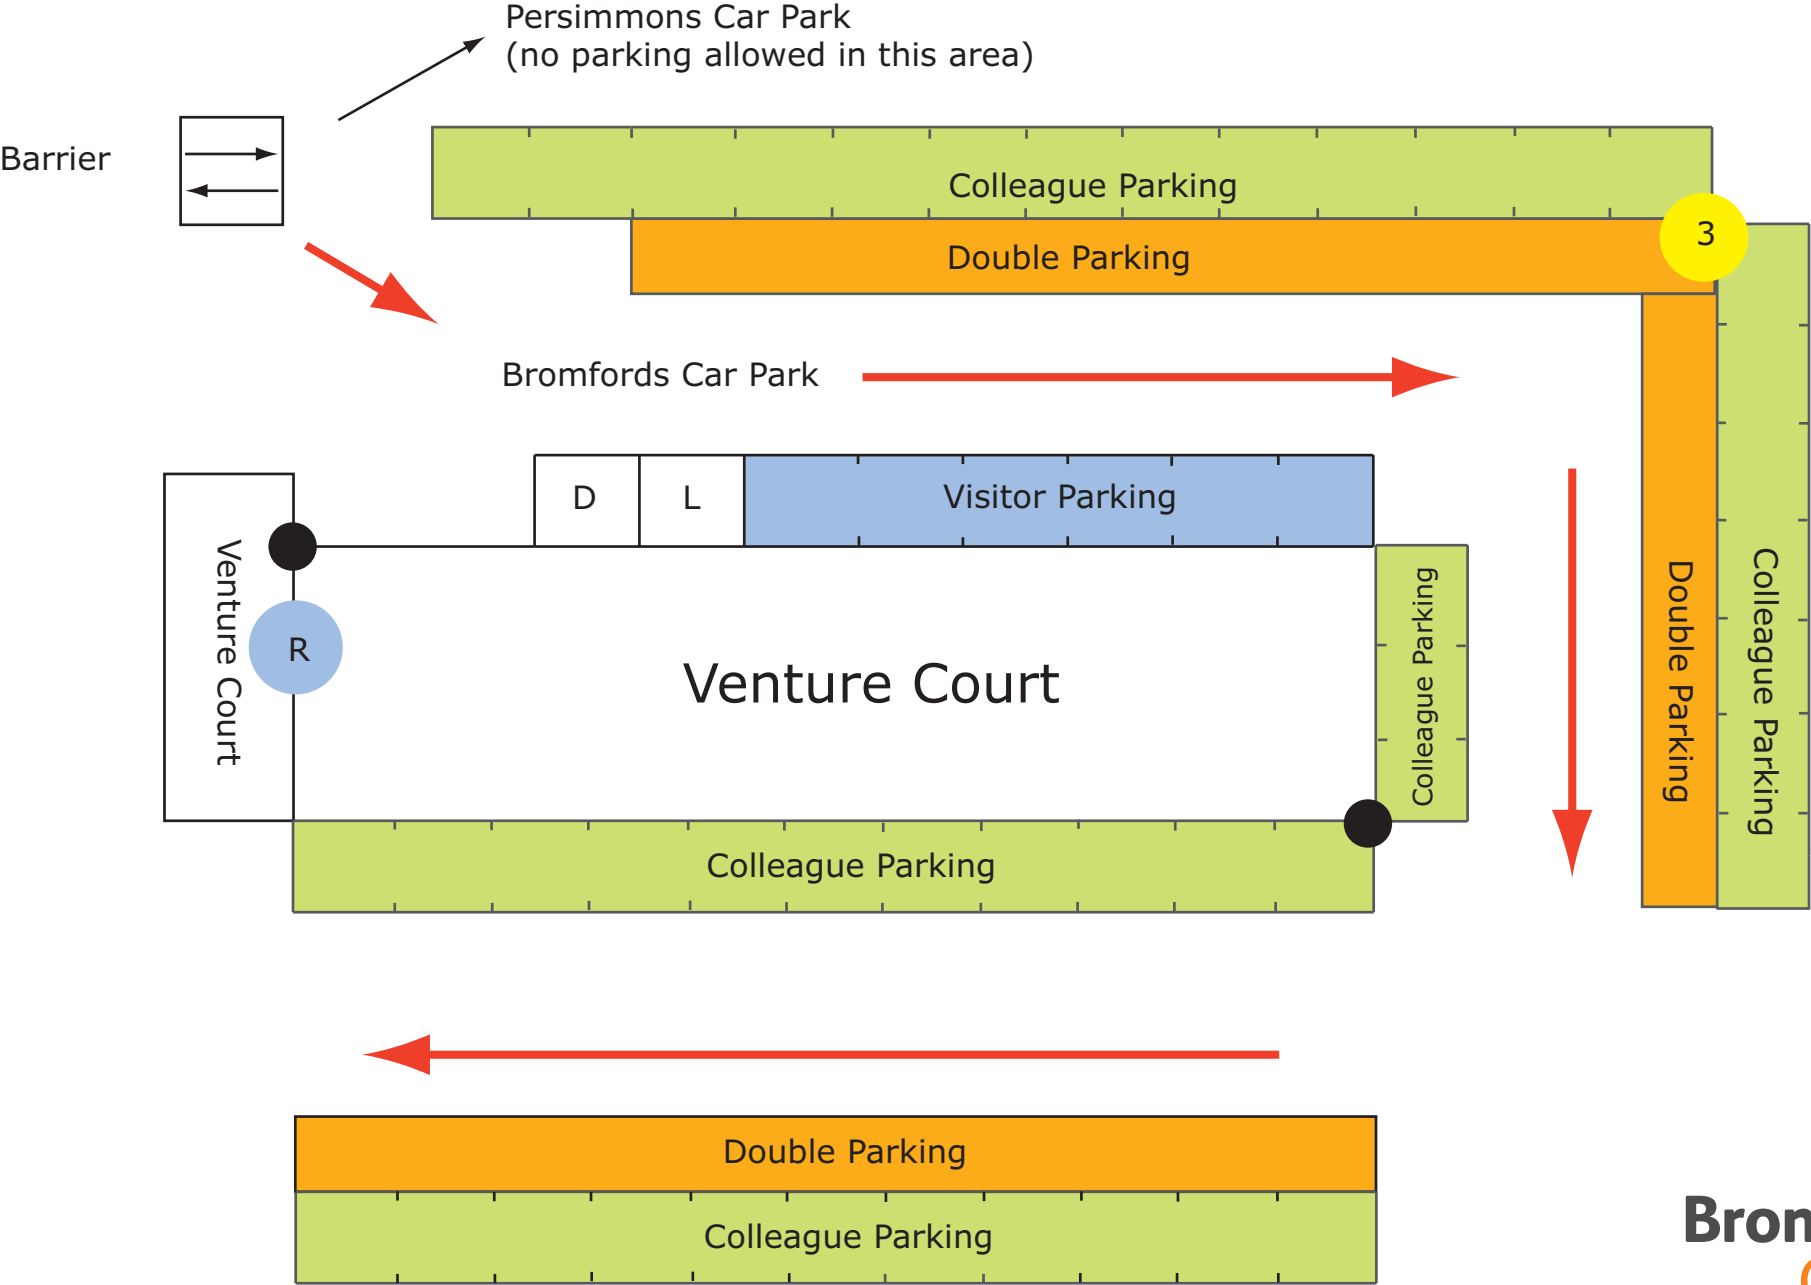 Persimmons Car Park
(no parking allowed in this area)
Barrier
Colleague Parking
3
Double Parking
Bromfords Car Park
D
L
Visitor Parking
Venture Court
R
Venture Court
Colleague Parking
Double Parking
Colleague Parking
Colleague Parking
Double Parking
Colleague Parking